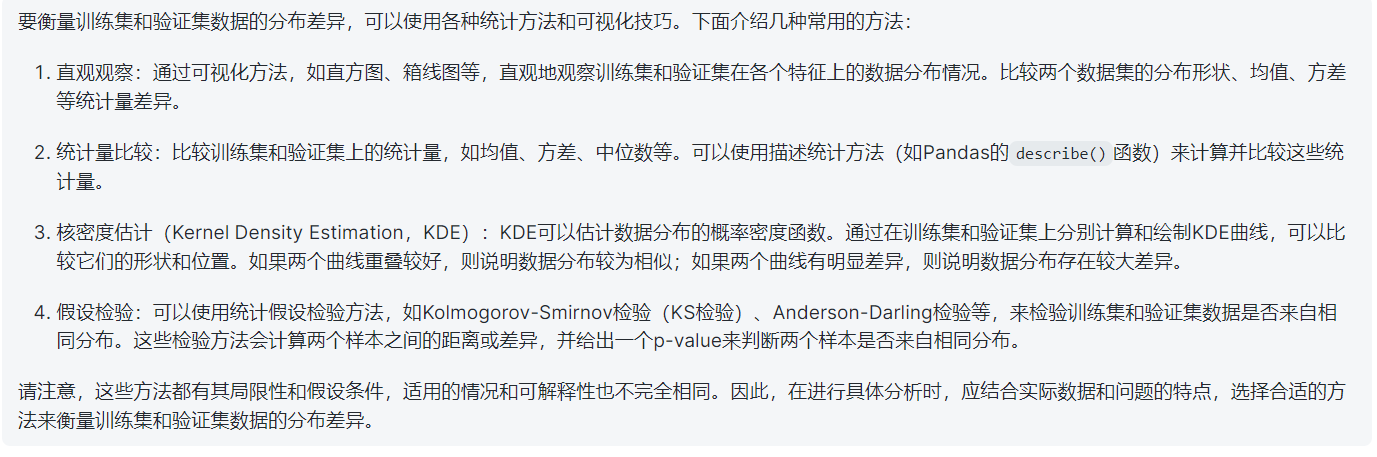 要衡量训练集和验证集数据的分布差异，可以使用各种统计方法和可视化技巧。下面介绍几种常用的方法：
1. 直观观察：通过可视化方法，如直方图、箱线图等，直观地观察训练集和验证集在各个特征上的数据分布情况。比较两个数据集的分布形状、均值、方差
等统计量差异。
2. 统计量比较：比较训练集和验证集上的统计量，如均值、方差、中位数等。可以使用描述统计方法（如Pandas的describe()函数）来计算并比较这些统
计量。
3. 核密度估计（Kernel Density Estimation，KDE）：KDE可以估计数据分布的概率密度函数。通过在训练集和验证集上分别计算和绘制KDE曲线，可以比
较它们的形状和位置。如果两个曲线重叠较好，则说明数据分布较为相似；如果两个曲线有明显差异，则说明数据分布存在较大差异。
4. 假设检验：可以使用统计假设检验方法，如Kolmogorov-Smirnov检验（KS检验）、Anderson-Darling检验等，来检验训练集和验证集数据是否来自相
同分布。这些检验方法会计算两个样本之间的距离或差异，并给出一个p-value来判断两个样本是否来自相同分布。
请注意，这些方法都有其局限性和假设条件，适用的情况和可解释性也不完全相同。因此，在进行具体分析时，应结合实际数据和问题的特点，选择合适的方
法来衡量训练集和验证集数据的分布差异。